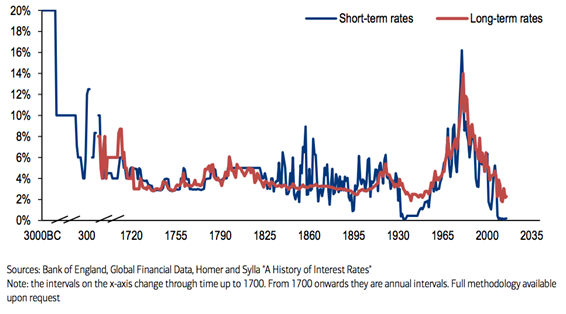 Short-term rates
Long-term rates
20%
18%
16%
14%
12%
10%
8%
6%
4%
2%
0%
3000BC 300 1720 1755 1790 1825 1860 1895 1930 1965 2000 2035
Sources: Bank of England, Global Financial Data, Homer and Sylla "A History of Interest Rates"
Note: the intervals on the x-axis change through time up to 1700. From 1700 onwards they are annual intervals. Full methodology available
upon request